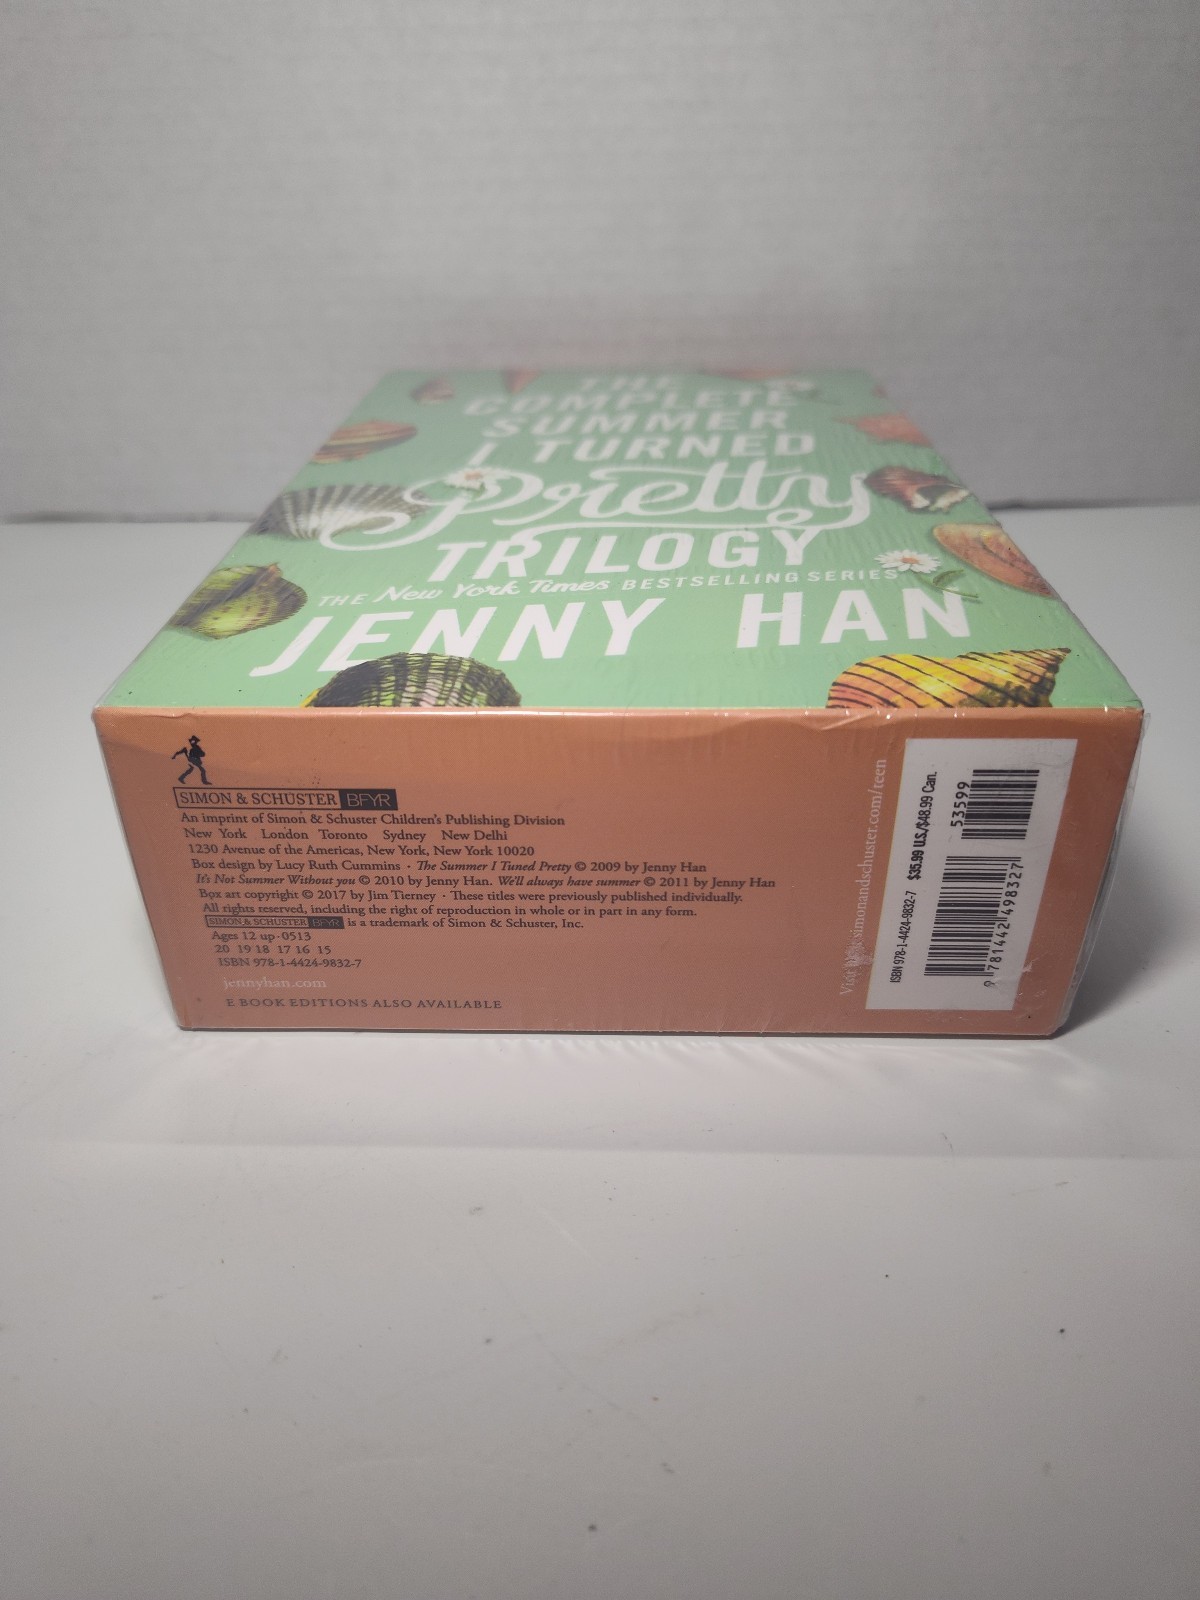 THE
COMPLETE
SUMMER
I TURNED
Pretty
TRILOGY
THE New York Times BESTSELLING SERIES
JENNY HAN
SIMON & SCHUSTER BFYR
An imprint of Simon & Schuster Children's Publishing Division
New York London Toronto Sydney New Delhi
1230 Avenue of the Americas, New York, New York 10020
Box design by Lucy Ruth Cummins · The Summer I Tuned Pretty © 2009 by Jenny Han
It's Not Summer Without you © 2010 by Jenny Han. We'll always have summer © 2011 by Jenny Han
Box art copyright © 2017 by Jim Tierney · These titles were previously published individually.
All rights reserved, including the right of reproduction in whole or in part in any form.
SIMON & SCHUSTER BFYR is a trademark of Simon & Schuster, Inc.
Ages 12 up·0513
20 19 18 17 16 15
ISBN 978-1-4424-9832-7
jennyhan.com
E BOOK EDITIONS ALSO AVAILABLE
Visit simonandschuster.com/teen
ISBN 978-1-4424-9832-7 $35.99 U.S./$48.99 Can.
53599
9 781442 498327